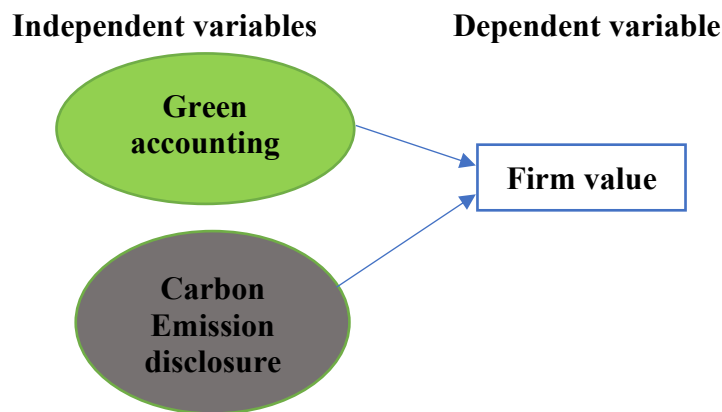 Independent variables
Dependent variable
Green
accounting
Firm value
Carbon
Emission
disclosure